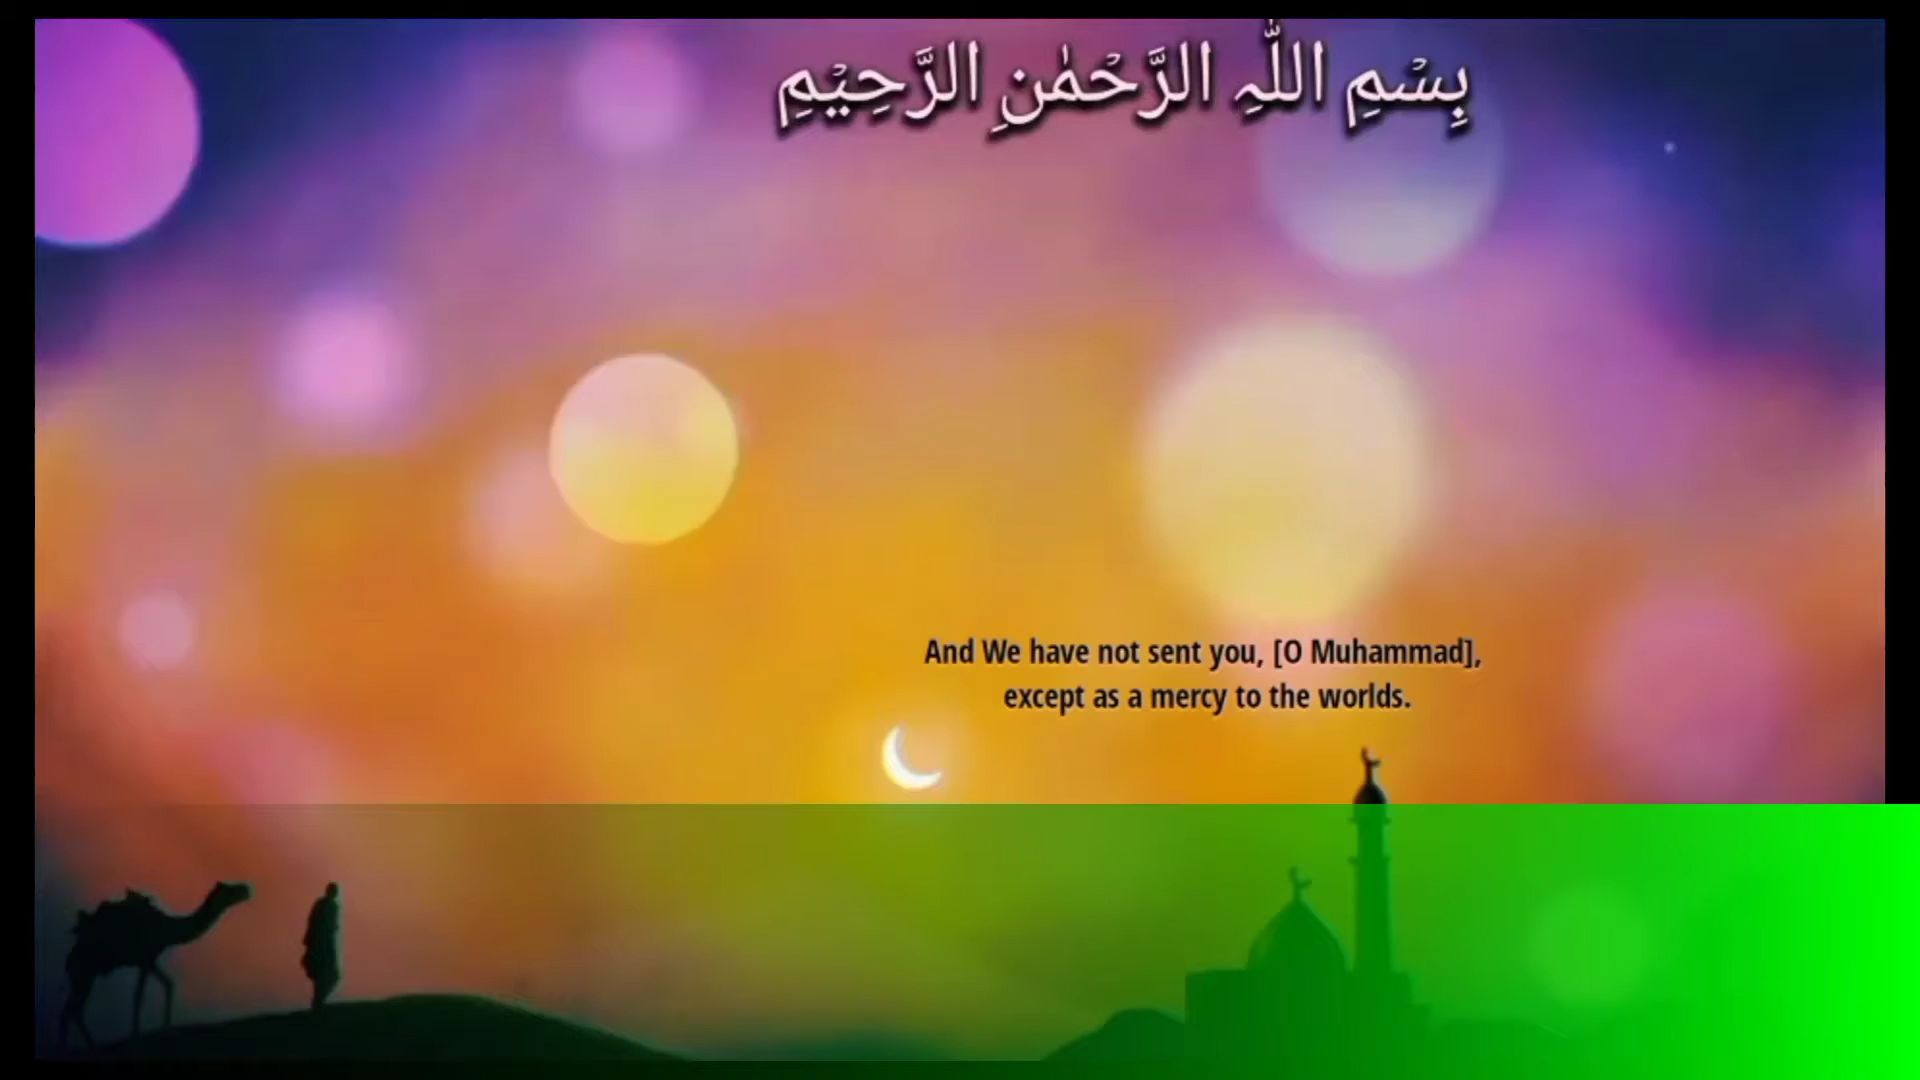 بِسْمِ اللّٰہِ الرَّحْمٰنِ الرَّحِیْمِ
And We have not sent you, [O Muhammad],
except as a mercy to the worlds.